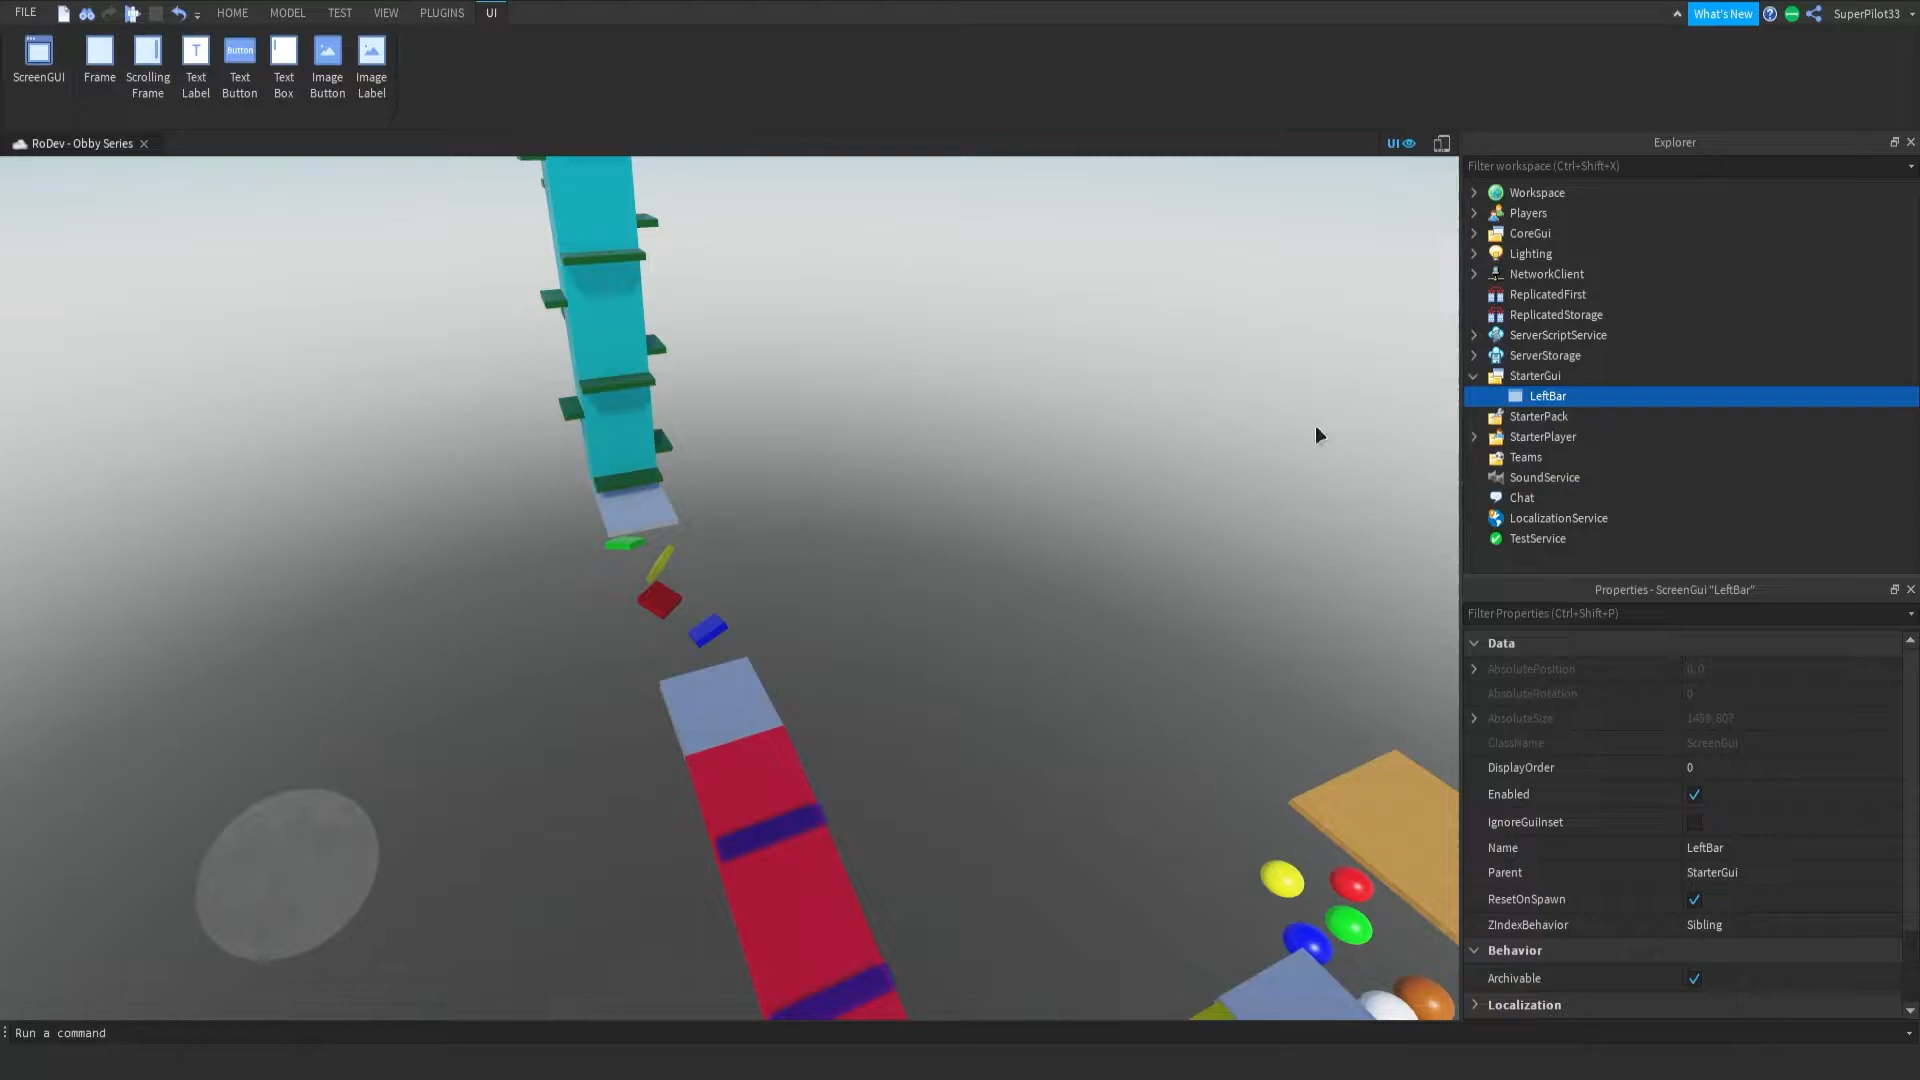 FILE
HOME
MODEL
TEST
VIEW
PLUGINS
UI
What's New
SuperPilot33
ScreenGUI
Frame
Scrolling
Frame
T
Text
Label
Button
Text
Button
Text
Box
Image
Button
Image
Label
RoDev - Obby Series
UI
Explorer
Filter workspace (Ctrl+Shift+X)
Workspace
Players
CoreGui
Lighting
NetworkClient
ReplicatedFirst
ReplicatedStorage
ServerScriptService
ServerStorage
StarterGui
LeftBar
StarterPack
StarterPlayer
Teams
SoundService
Chat
LocalizationService
TestService
Properties - ScreenGui "LeftBar"
Filter Properties (Ctrl+Shift+P)
Data
AbsolutePosition 0, 0
AbsoluteRotation 0
AbsoluteSize 1459, 807
ClassName ScreenGui
DisplayOrder 0
Enabled
IgnoreGuiInset
Name LeftBar
Parent StarterGui
ResetOnSpawn
ZIndexBehavior Sibling
Behavior
Archivable
Localization
Run a command